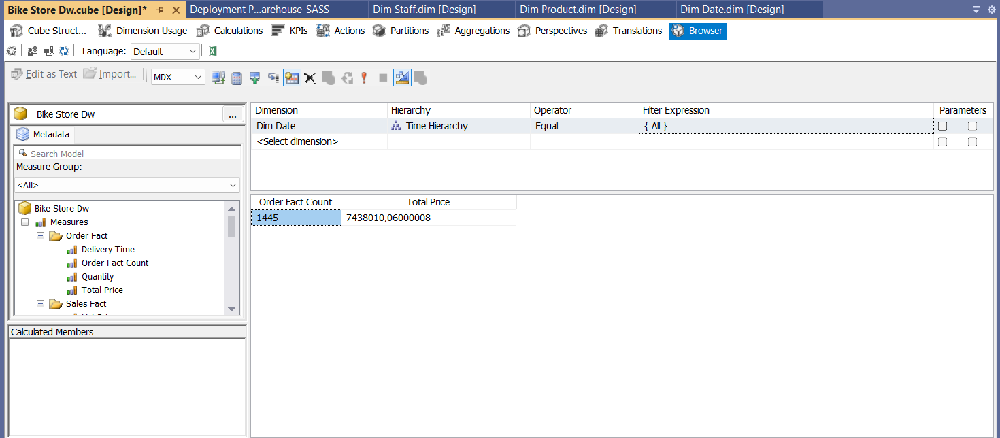 Bike Store Dw.cube [Design]* Deployment P...arehouse_SASS Dim Staff.dim [Design] Dim Product.dim [Design] Dim Date.dim [Design]
Cube Struct... Dimension Usage Calculations KPIs Actions Partitions Aggregations Perspectives Translations Browser
Language: Default
Edit as Text Import... MDX
Bike Store Dw ...
Metadata
Search Model
Measure Group:
<All>
Bike Store Dw
Measures
Order Fact
Delivery Time
Order Fact Count
Quantity
Total Price
Sales Fact
Calculated Members
Dimension Hierarchy Operator Filter Expression Parameters
Dim Date Time Hierarchy Equal { All }
<Select dimension>
Order Fact Count Total Price
1445 7438010,06000008